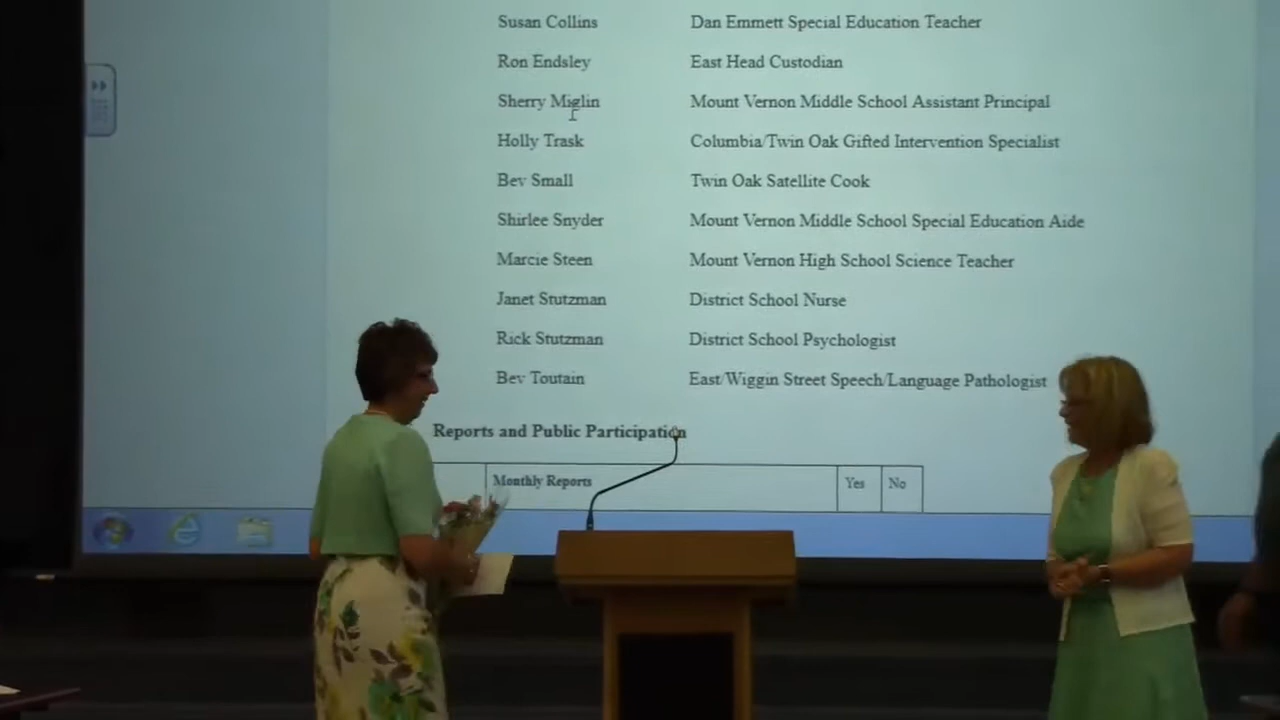 Susan Collins Dan Emmett Special Education Teacher
Ron Endsley East Head Custodian
Sherry Miglin Mount Vernon Middle School Assistant Principal
Holly Trask Columbia/Twin Oak Gifted Intervention Specialist
Bev Small Twin Oak Satellite Cook
Shirlee Snyder Mount Vernon Middle School Special Education Aide
Marcie Steen Mount Vernon High School Science Teacher
Janet Stutzman District School Nurse
Rick Stutzman District School Psychologist
Bev Toutain East/Wiggin Street Speech/Language Pathologist
Reports and Public Participation
Monthly Reports Yes No